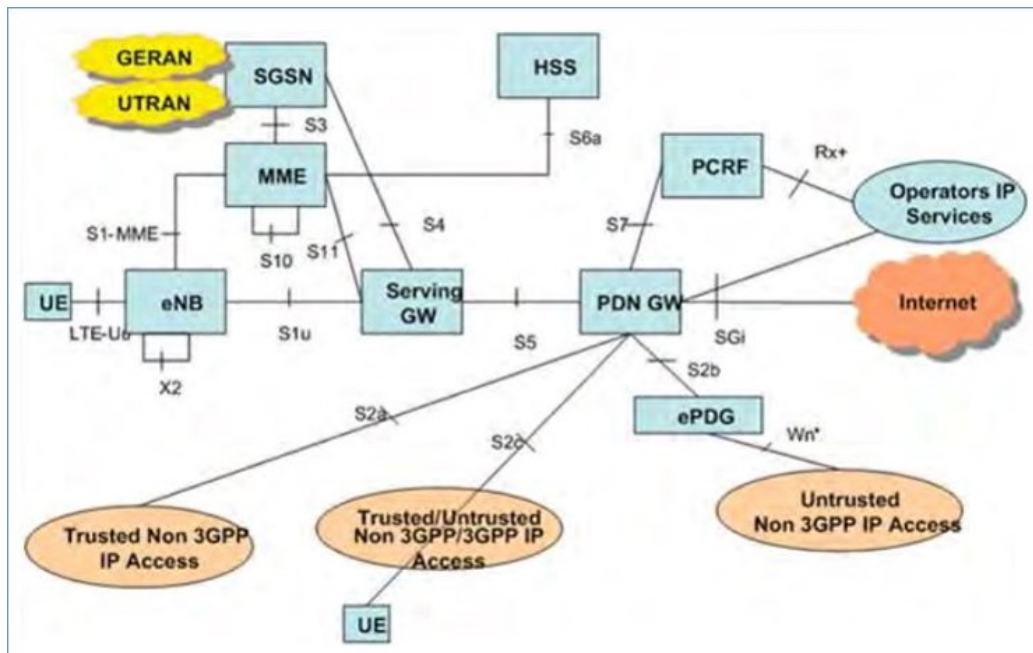 GERAN
SGSN
UTRAN
HSS
S3
S6a
MME
PCRF
Rx+
Operators IP
Services
S1-MME
S10
S11
S4
S7
UE
eNB
Serving
GW
PDN GW
Internet
LTE-Uu
S1u
S5
SGi
X2
S2b
ePDG
S2a
S2c
Wn*
Trusted Non 3GPP
IP Access
Trusted/Untrusted
Non 3GPP/3GPP IP
Access
Untrusted
Non 3GPP IP Access
UE